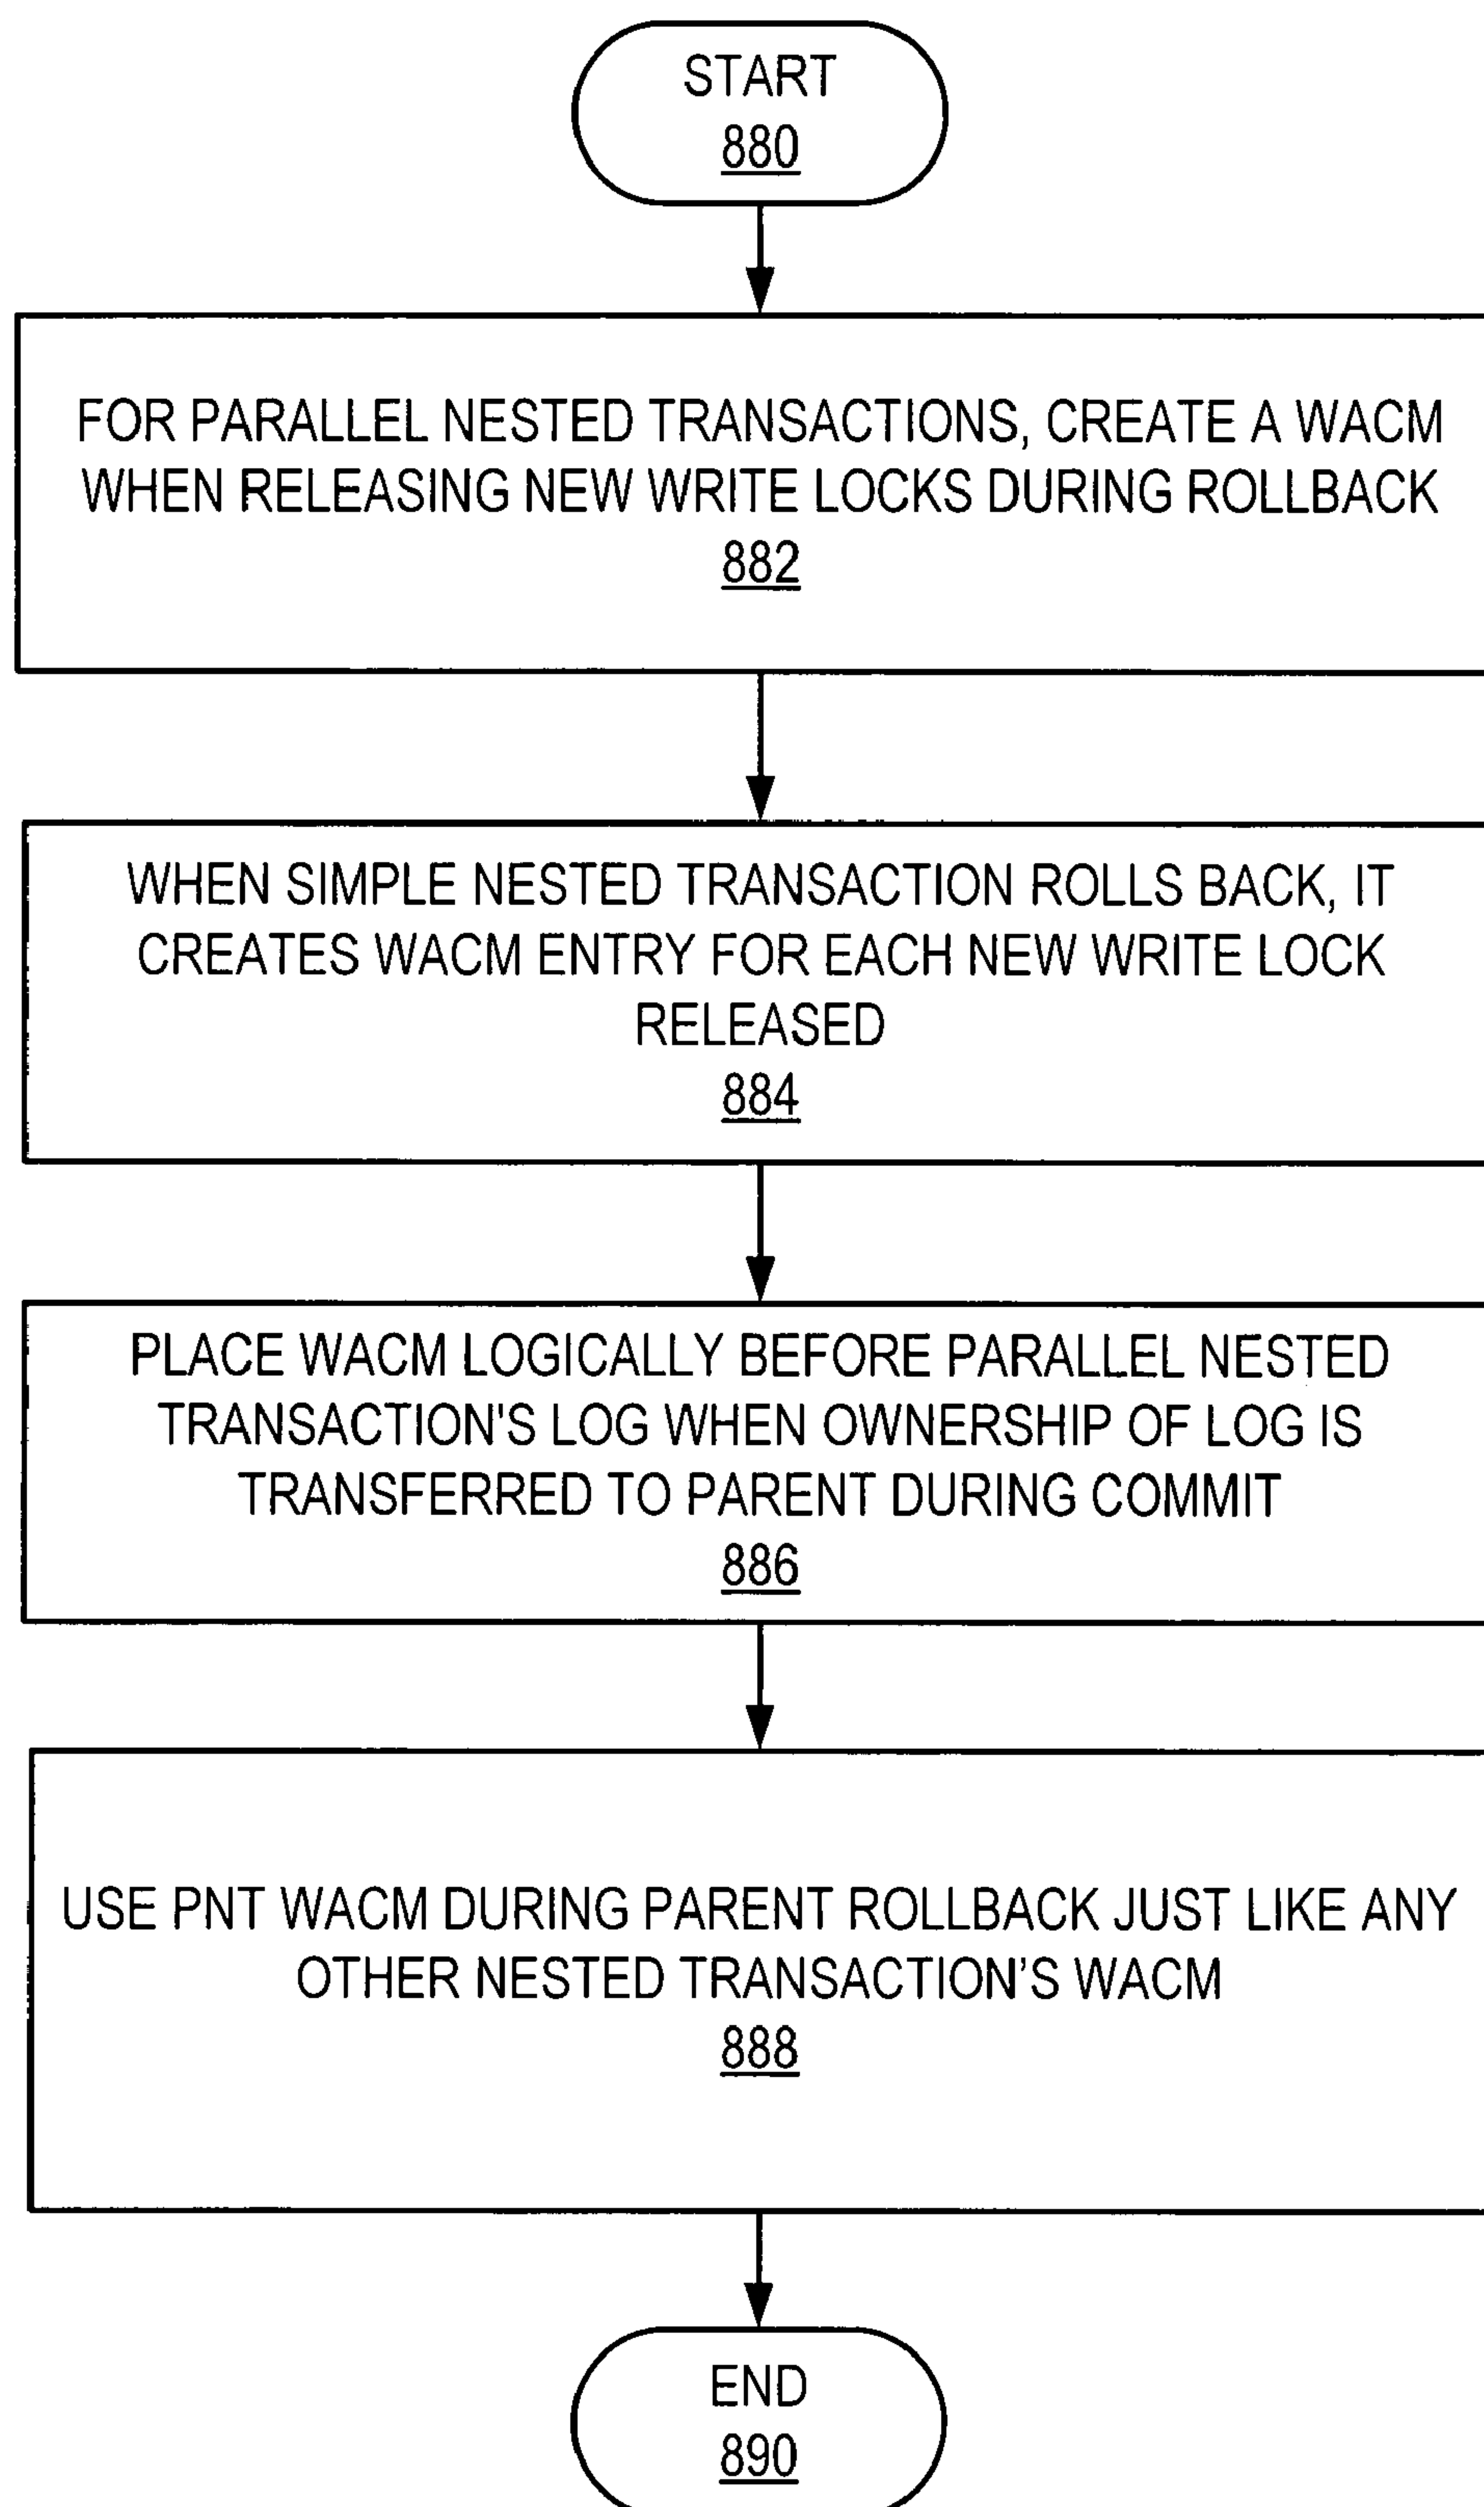 START
880
FOR PARALLEL NESTED TRANSACTIONS, CREATE A WACM
WHEN RELEASING NEW WRITE LOCKS DURING ROLLBACK
882
WHEN SIMPLE NESTED TRANSACTION ROLLS BACK, IT
CREATES WACM ENTRY FOR EACH NEW WRITE LOCK
RELEASED
884
PLACE WACM LOGICALLY BEFORE PARALLEL NESTED
TRANSACTION'S LOG WHEN OWNERSHIP OF LOG IS
TRANSFERRED TO PARENT DURING COMMIT
886
USE PNT WACM DURING PARENT ROLLBACK JUST LIKE ANY
OTHER NESTED TRANSACTION'S WACM
888
END
890